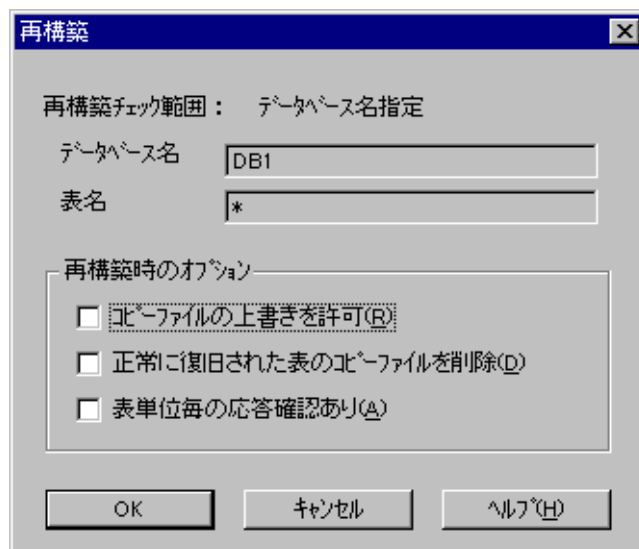 再構築
再構築ﾁｪｯｸ範囲： ﾃﾞｰﾀﾍﾞｰｽ名指定
ﾃﾞｰﾀﾍﾞｰｽ名 DB1
表名 *
再構築時のｵﾌﾟｼｮﾝ
ｺﾋﾟｰﾌｧｲﾙの上書きを許可(R)
正常に復旧された表のｺﾋﾟｰﾌｧｲﾙを削除(D)
表単位毎の応答確認あり(A)
OK ｷｬﾝｾﾙ ﾍﾙﾌﾟ(H)